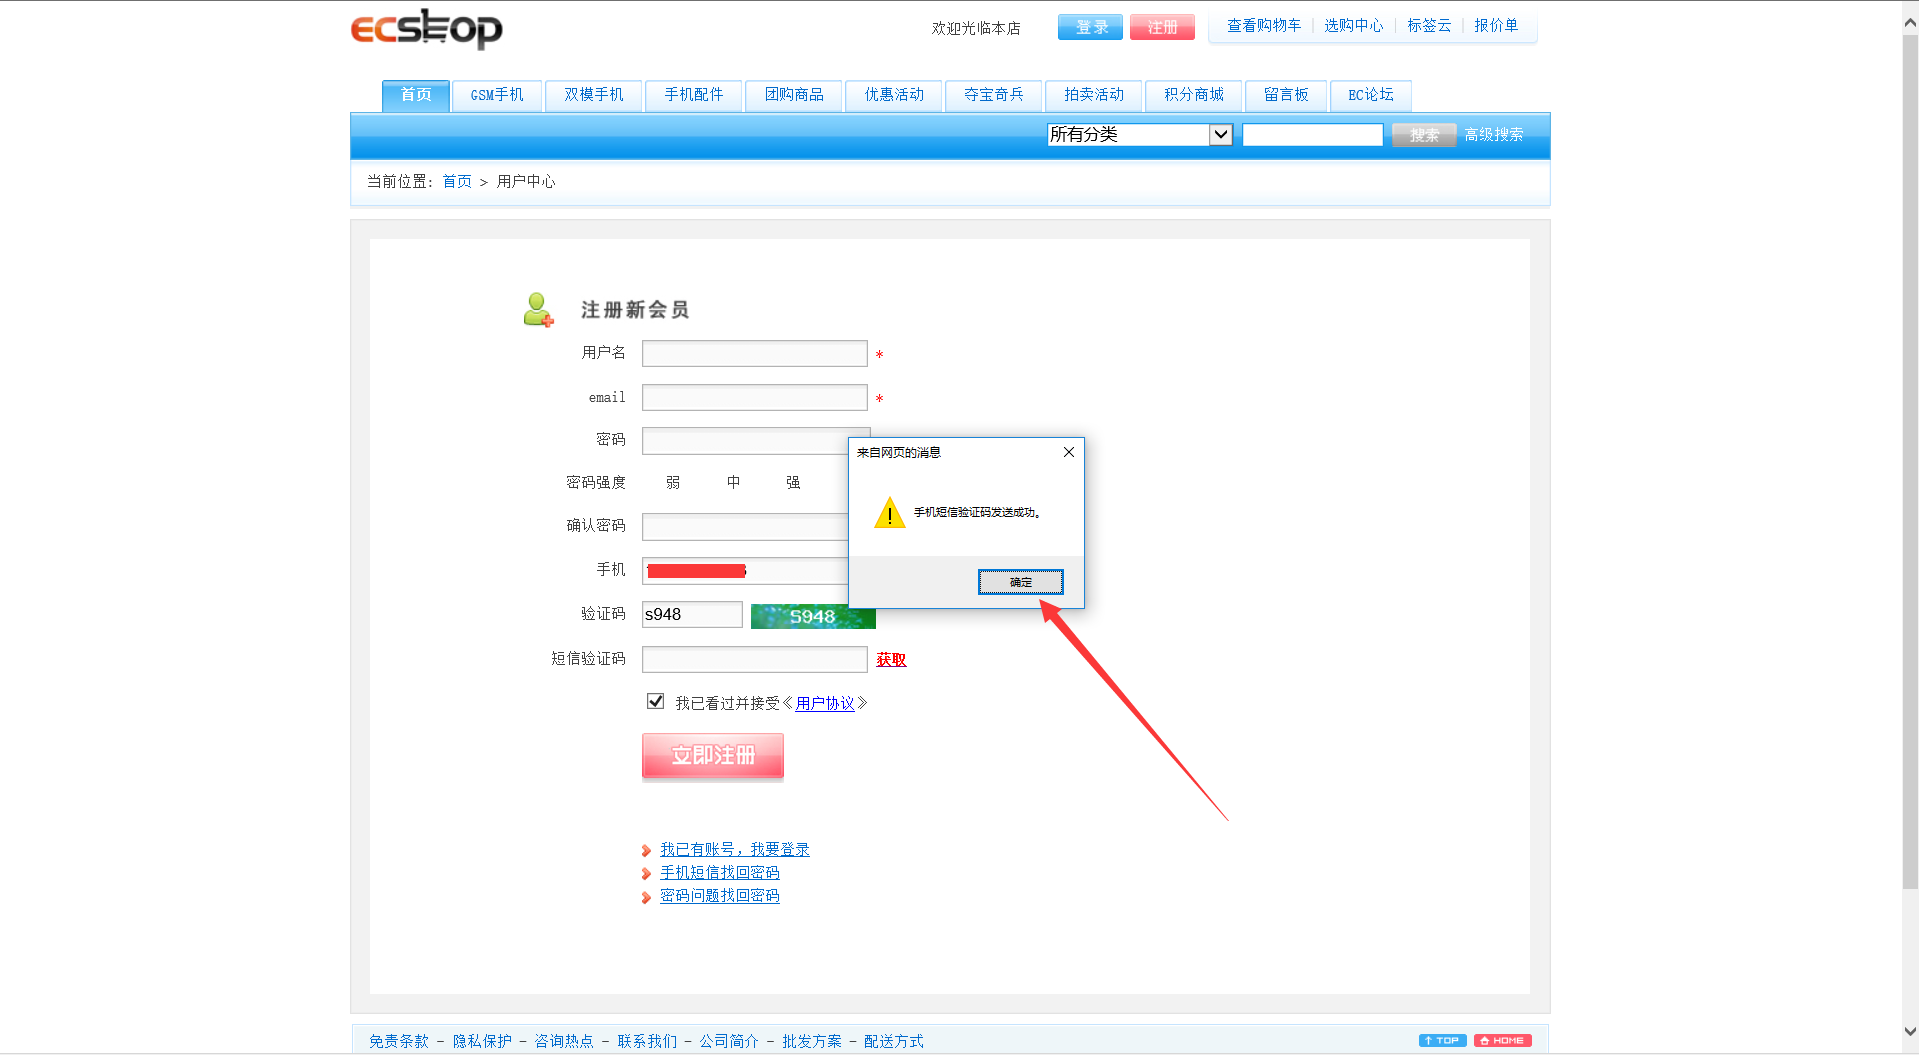 ecshop
欢迎光临本店
登录
注册
查看购物车 | 选购中心 | 标签云 | 报价单
首页
GSM手机
双模手机
手机配件
团购商品
优惠活动
夺宝奇兵
拍卖活动
积分商城
留言板
EC论坛
所有分类
搜索
高级搜索
当前位置: 首页 > 用户中心
注册新会员
用户名 *
email *
密码
密码强度 弱 中 强
确认密码
手机
验证码 s948 S948
短信验证码 获取
我已看过并接受《用户协议》
立即注册
来自网页的消息
手机短信验证码发送成功。
确定
我已有账号，我要登录
手机短信找回密码
密码问题找回密码
免责条款 - 隐私保护 - 咨询热点 - 联系我们 - 公司简介 - 批发方案 - 配送方式
TOP
HOME